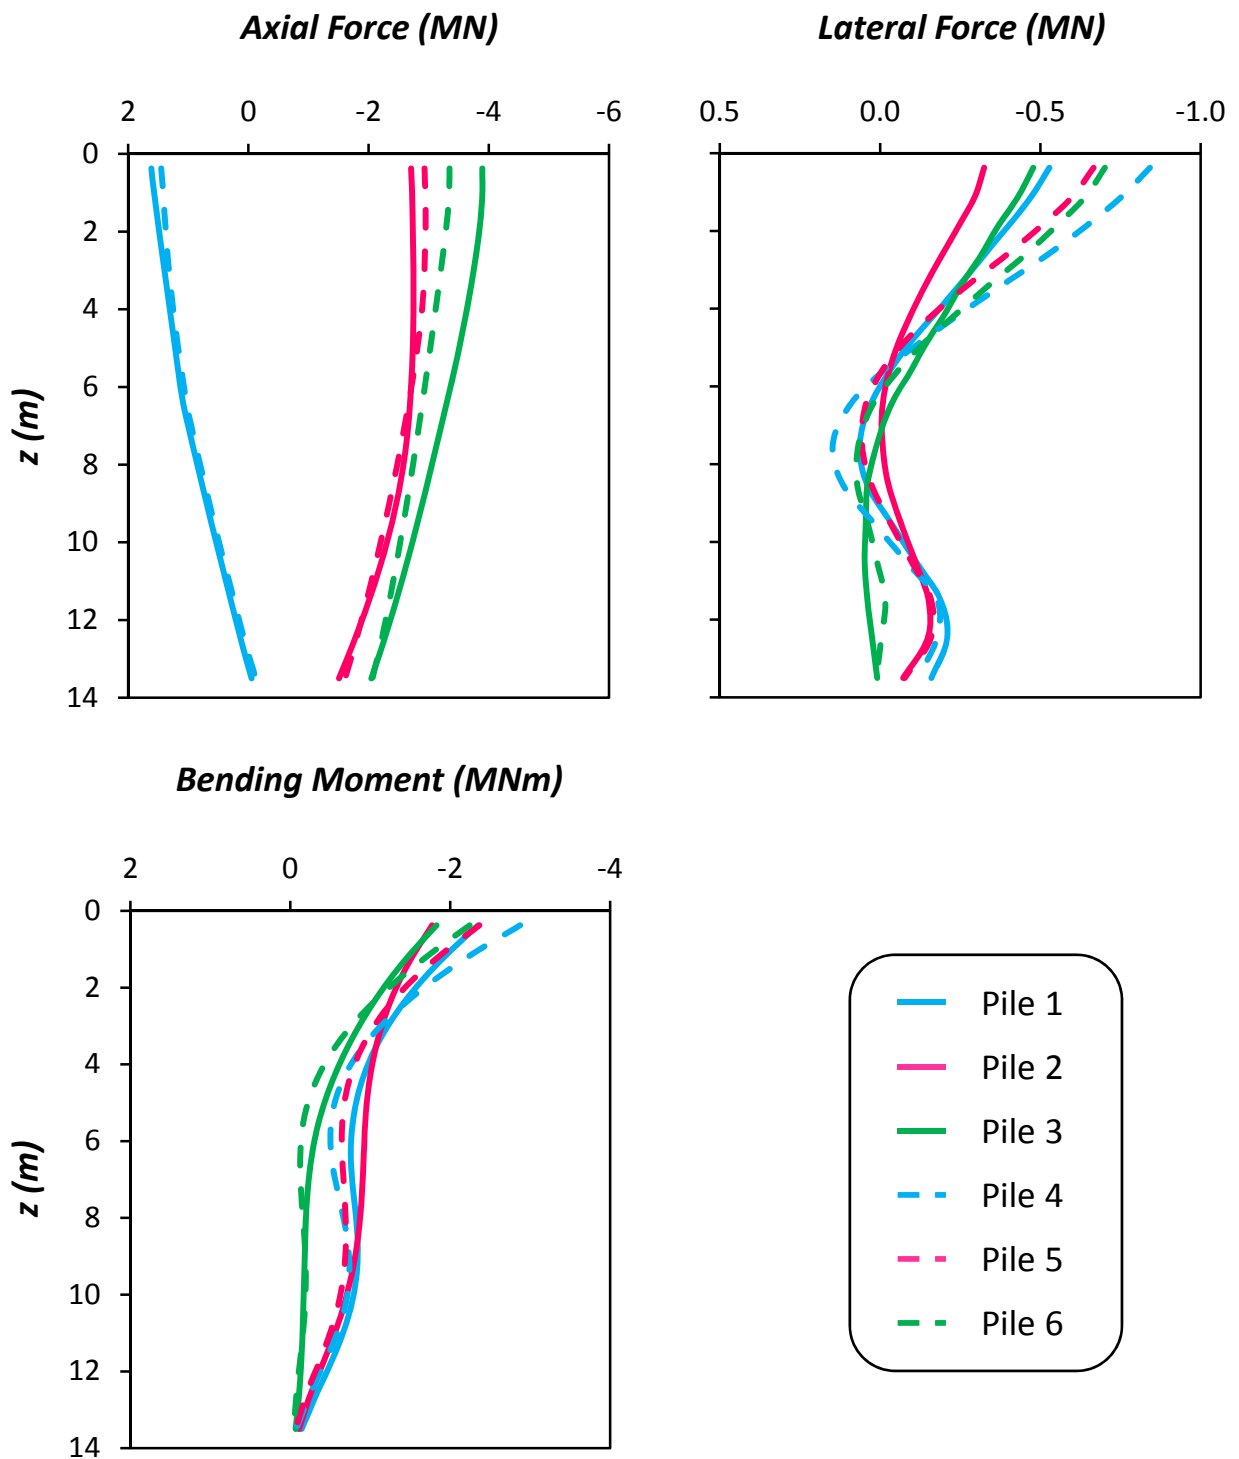 Axial Force (MN)
Lateral Force (MN)
2 0 -2 -4 -6
0.5 0.0 -0.5 -1.0
0
2
4
6
8
10
12
14
z (m)
Bending Moment (MNm)
2 0 -2 -4
0
2
4
6
8
10
12
14
z (m)
Pile 1
Pile 2
Pile 3
Pile 4
Pile 5
Pile 6